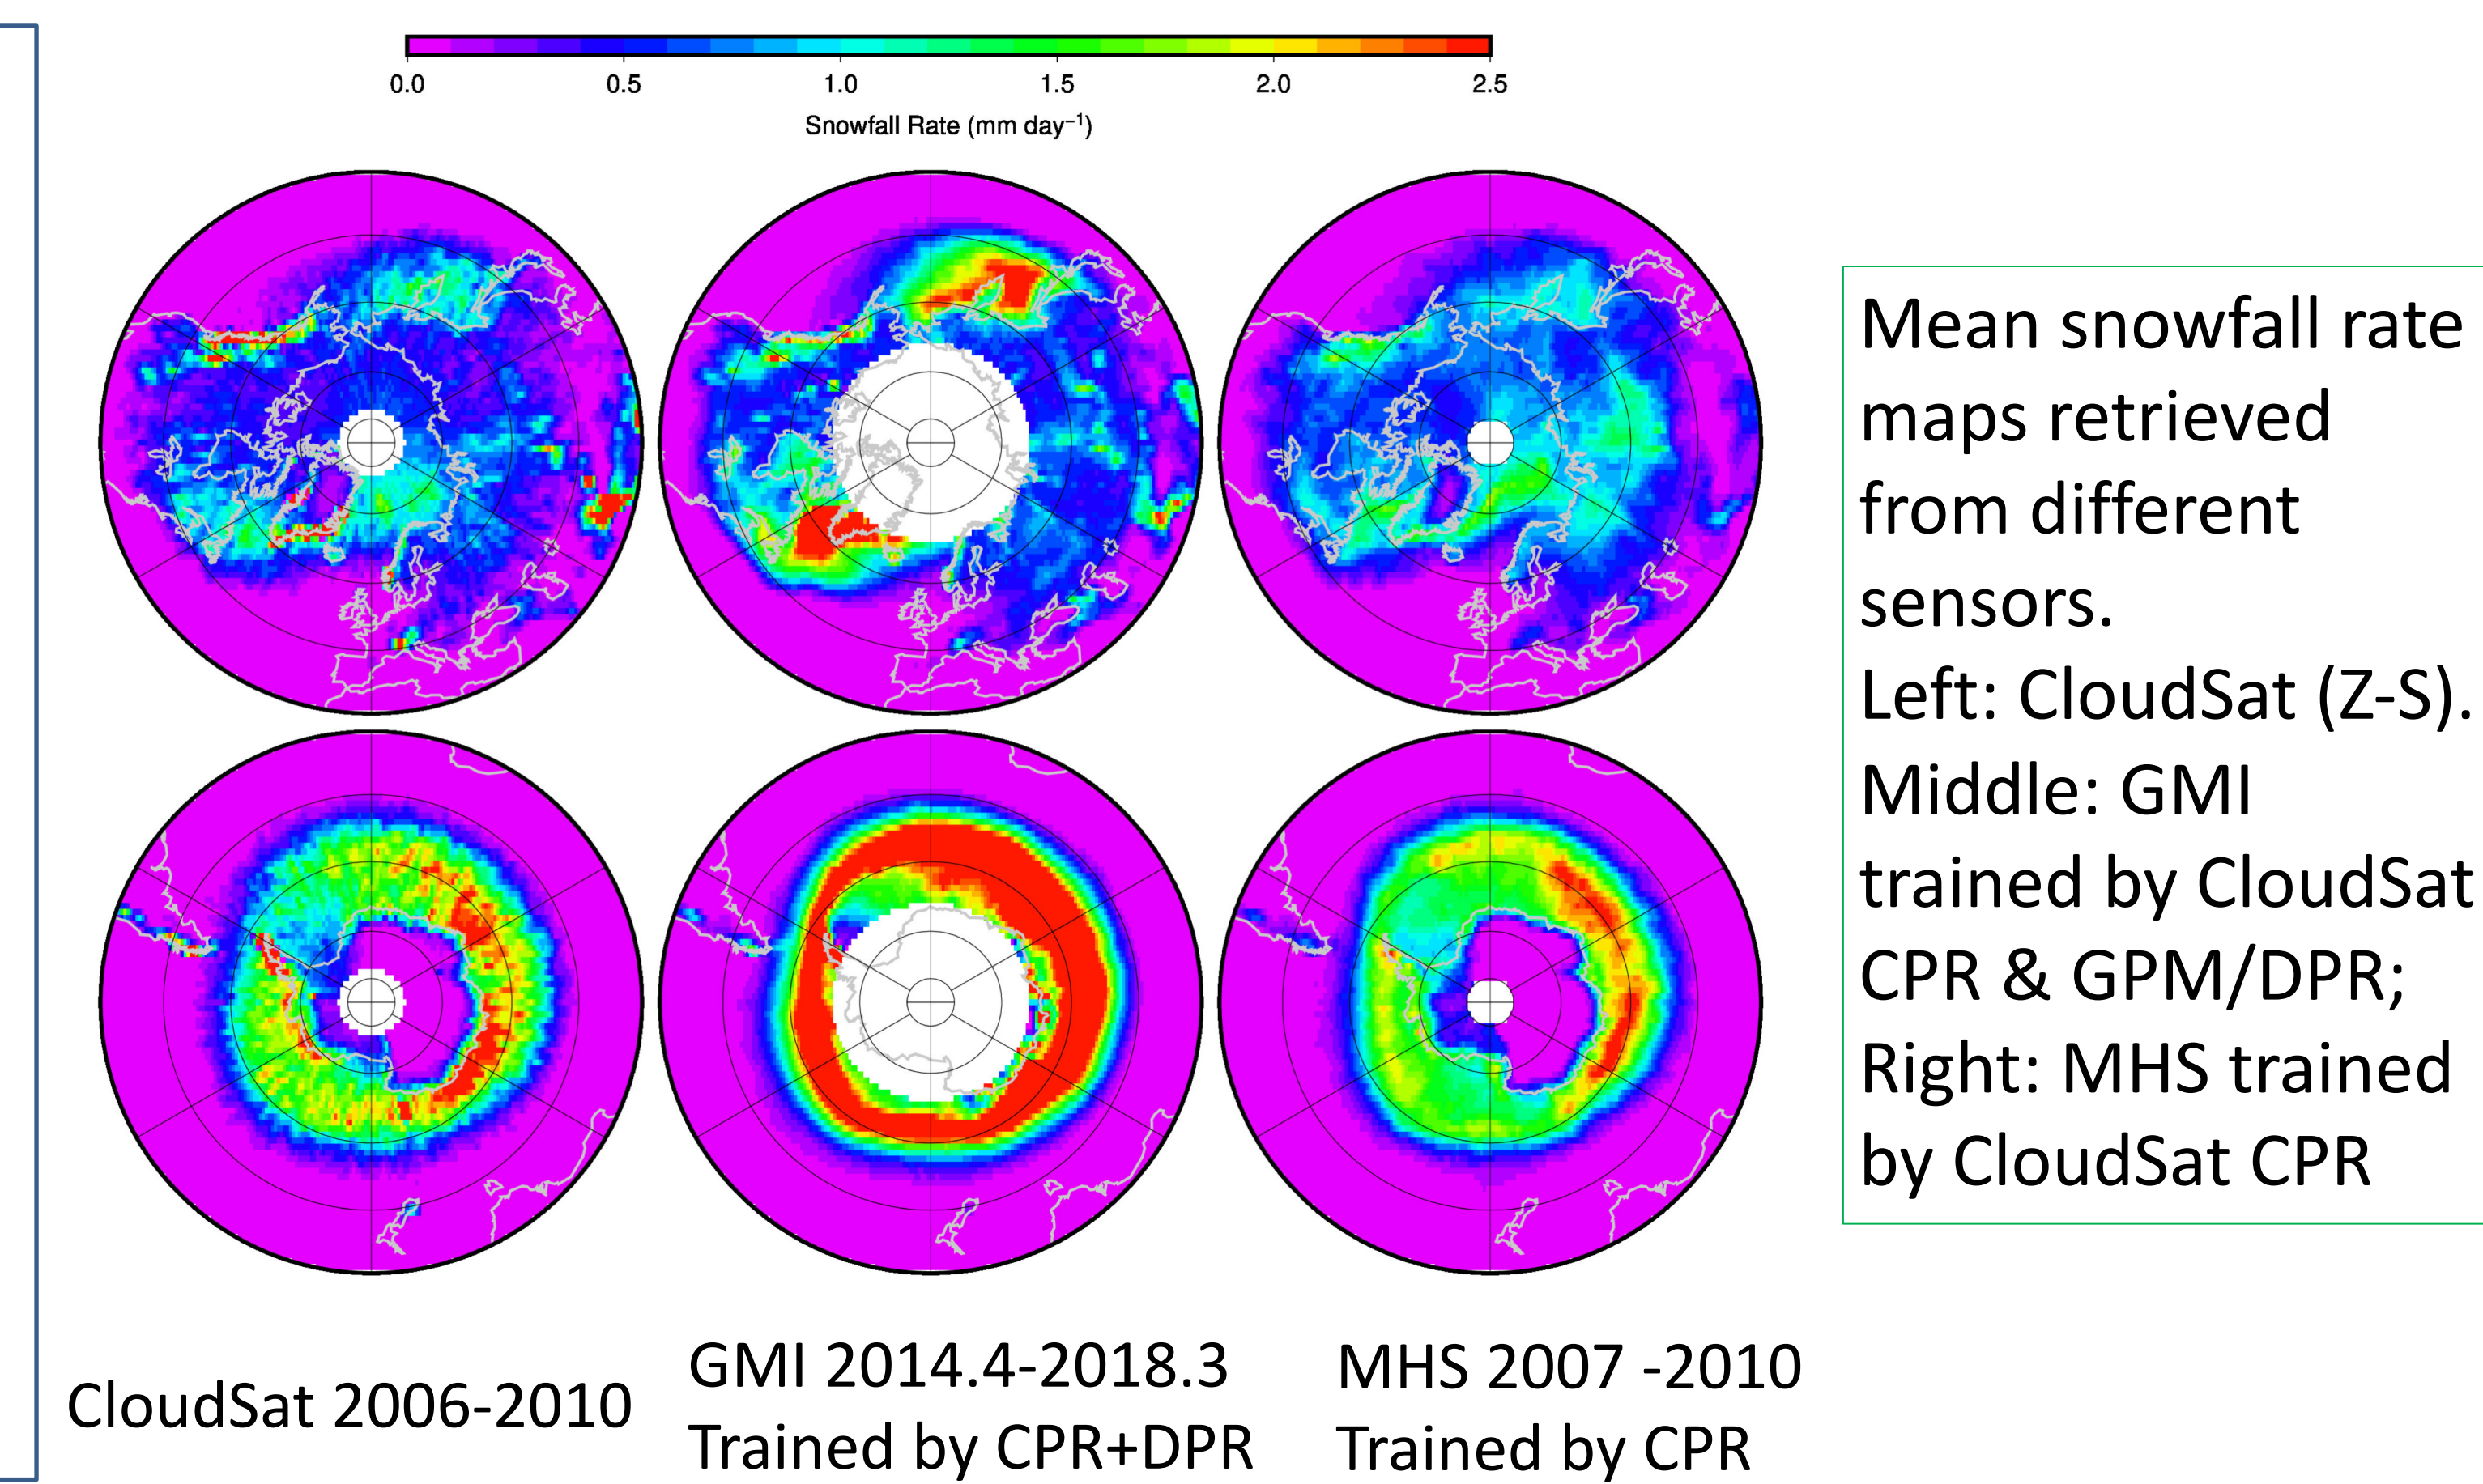 0.0 0.5 1.0 1.5 2.0 2.5
Snowfall Rate (mm day⁻¹)
Mean snowfall rate
maps retrieved
from different
sensors.
Left: CloudSat (Z-S).
Middle: GMI
trained by CloudSat
CPR & GPM/DPR;
Right: MHS trained
by CloudSat CPR
CloudSat 2006-2010
GMI 2014.4-2018.3
Trained by CPR+DPR
MHS 2007 -2010
Trained by CPR